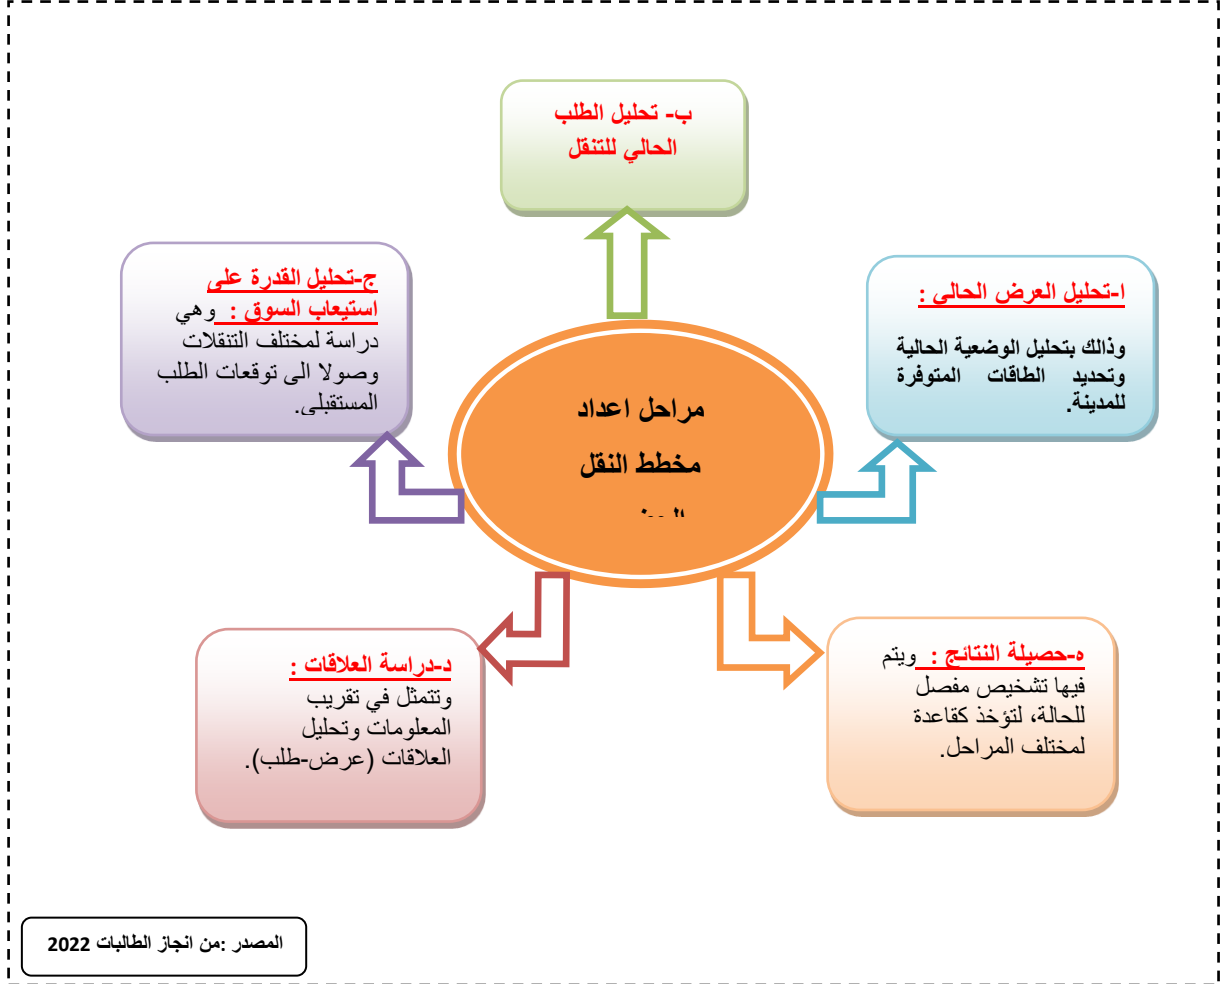 ب- تحليل الطلب
الحالي للتنقل
ا-تحليل العرض الحالي :
وذالك بتحليل الوضعية الحالية
وتحديد الطاقات المتوفرة
للمدينة.
ج-تحليل القدرة على
استيعاب السوق : وهي
دراسة لمختلف التنقلات
وصولا الى توقعات الطلب
المستقبلي.
مراحل اعداد
مخطط النقل
ه-حصيلة النتائج : ويتم
فيها تشخيص مفصل
للحالة، لتؤخذ كقاعدة
لمختلف المراحل.
د-دراسة العلاقات :
وتتمثل في تقريب
المعلومات وتحليل
العلاقات (عرض-طلب).
المصدر :من انجاز الطالبات 2022